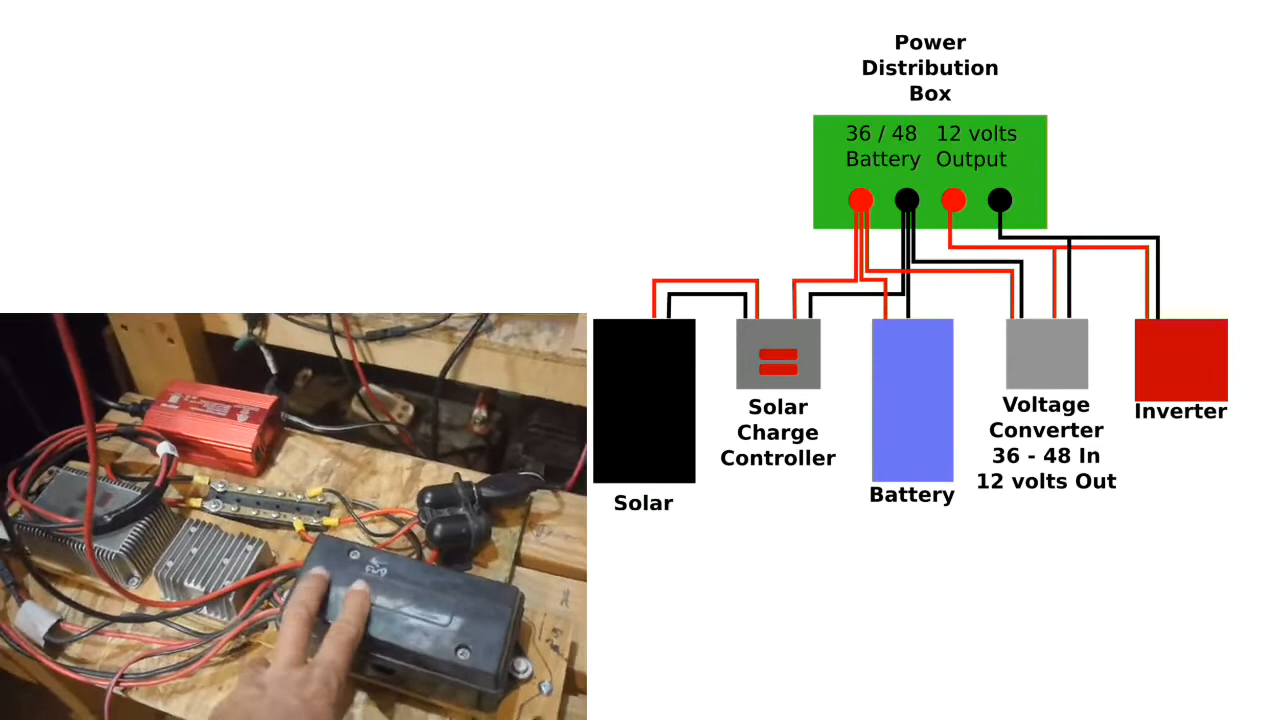 Power
Distribution
Box
36 / 48 12 volts
Battery Output
Solar
Charge
Controller
Voltage
Converter
36 - 48 In
12 volts Out
Inverter
Battery
Solar